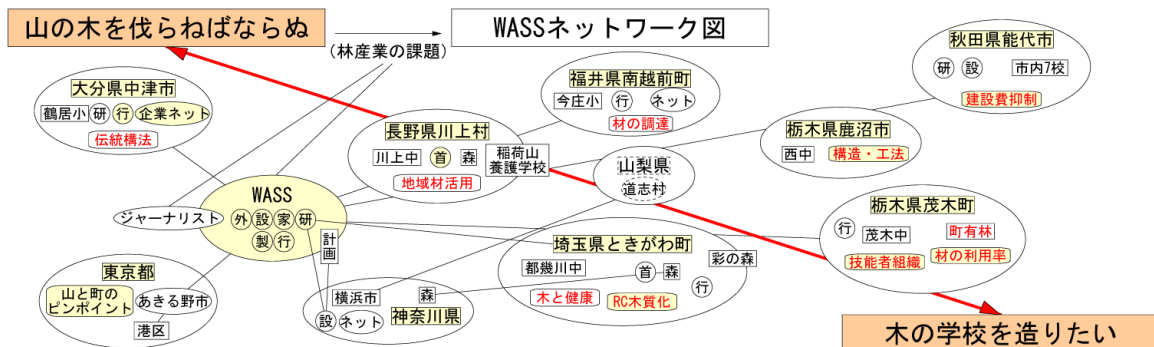 山の木を伐らねばならぬ
WASSネットワーク図
(林産業の課題)
秋田県能代市
研 設 市内7校
建設費抑制
大分県中津市
鶴居小 研 行 企業ネット
伝統構法
福井県南越前町
今庄小 行 ネット
材の調達
長野県川上村
川上中 首 森
稲荷山
養護学校
地域材活用
栃木県鹿沼市
西中 構造・工法
山梨県
道志村
WASS
外 設 家 研
製 行
計画
ジャーナリスト
栃木県茂木町
行 茂木中 町有林
技能者組織 材の利用率
埼玉県ときがわ町
都幾川中 首 森 彩の森
行
木と健康 RC木質化
東京都
山と町の
ピンポイント
あきる野市
港区
横浜市 森
設 ネット 神奈川県
木の学校を造りたい